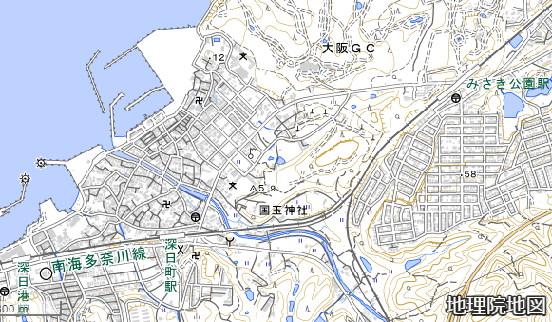 大阪GC
・12
みさき公園駅
・58
国玉神社
南海多奈川線
深日町駅
深日港
地理院地図